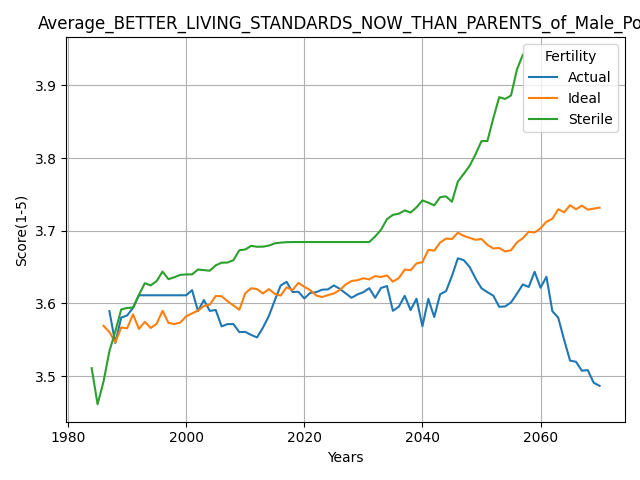 Average_BETTER_LIVING_STANDARDS_NOW_THAN_PARENTS_of_Male_Po
Fertility
Actual
Ideal
Sterile
3.9
3.8
3.7
3.6
3.5
Score(1-5)
1980
2000
2020
2040
2060
Years